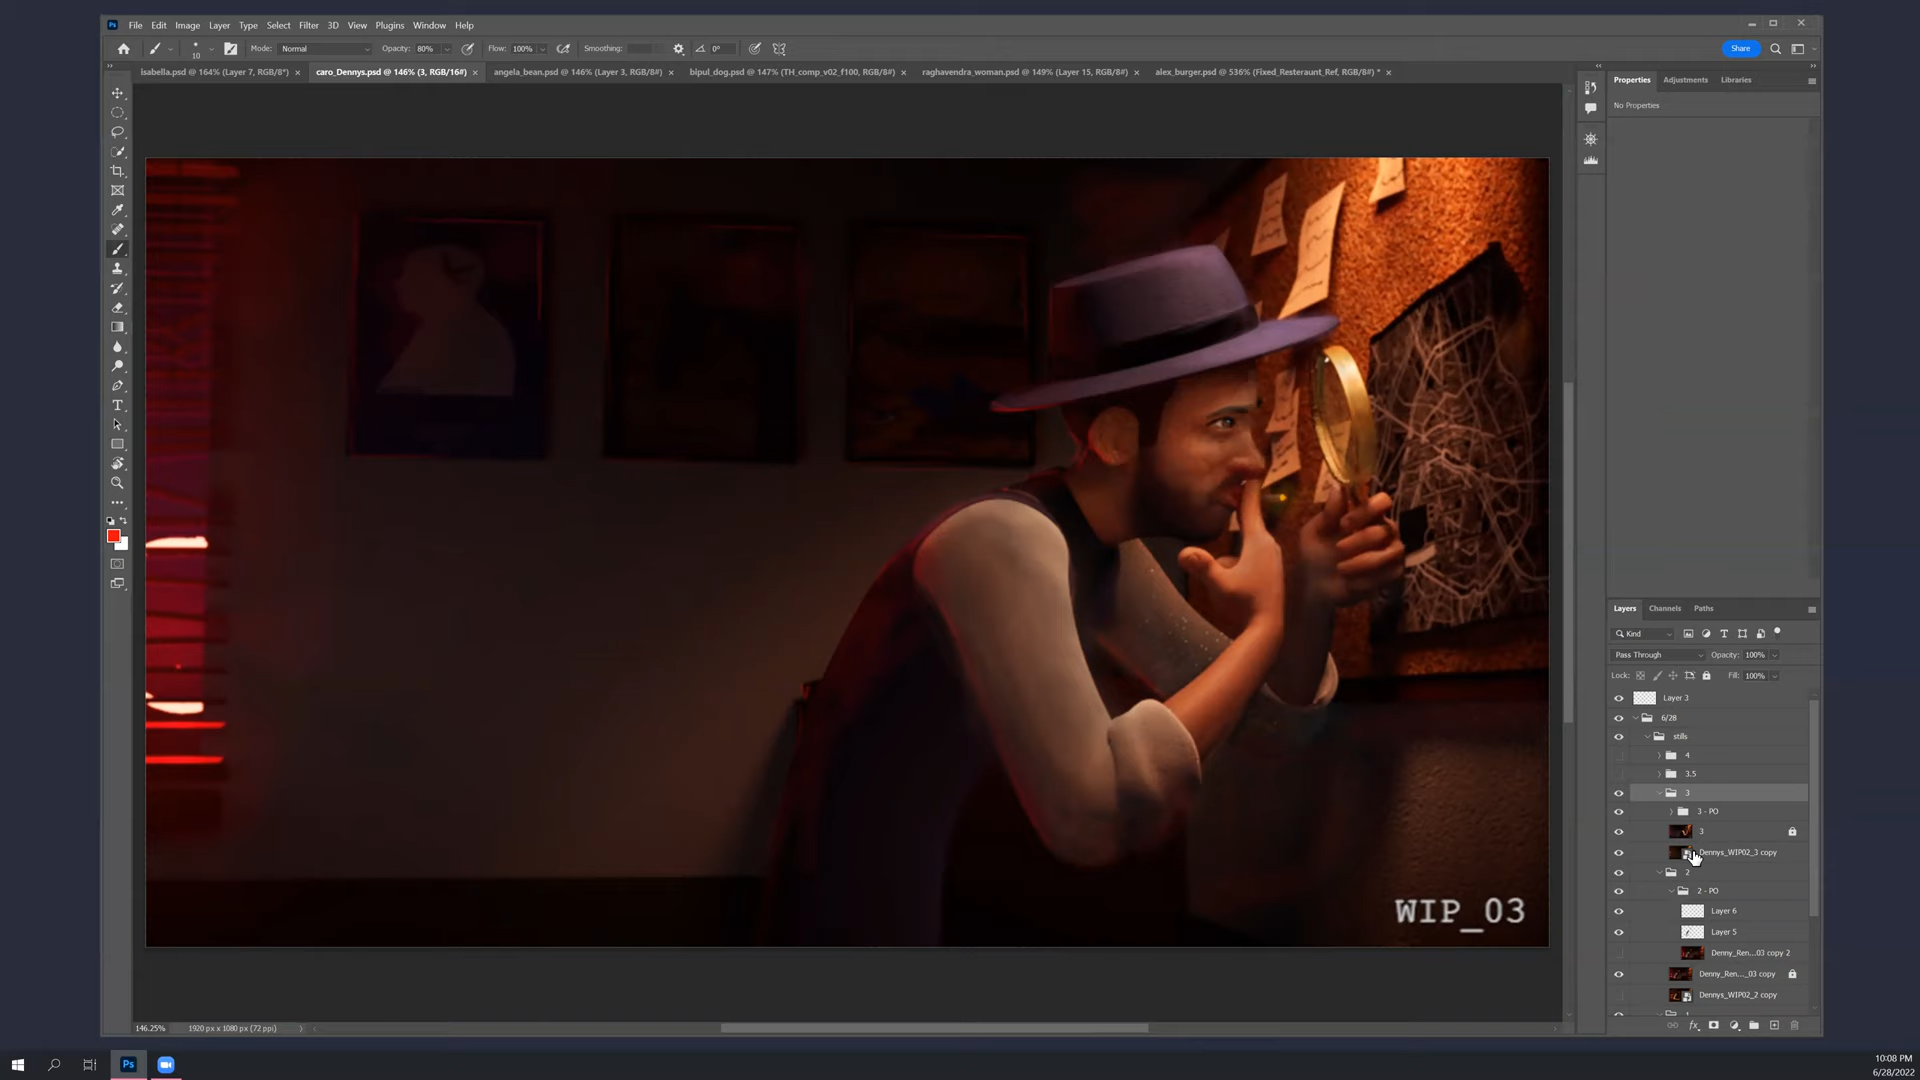 File Edit Image Layer Type Select Filter 3D View Plugins Window Help
10 Mode: Normal Opacity: 80% Flow: 100% Smoothing: 0° Share
isabella.psd @ 164% (Layer 7, RGB/8*) × caro_Dennys.psd @ 146% (3, RGB/16#) × angela_bean.psd @ 146% (Layer 3, RGB/8#) × bipul_dog.psd @ 147% (TH_comp_v02_f100, RGB/8#) × raghavendra_woman.psd @ 149% (Layer 15, RGB/8#) × alex_burger.psd @ 536% (Fixed_Resteraunt_Ref, RGB/8#) * ×
Properties Adjustments Libraries
No Properties
WIP_03
Layers Channels Paths
Kind
Pass Through Opacity: 100%
Lock: Fill: 100%
Layer 3
6/28
stills
4
3.5
3
3 - PO
3
Dennys_WIP02_3 copy
2
2 - PO
Layer 6
Layer 5
Denny_Ren...03 copy 2
Denny_Ren..._03 copy
Dennys_WIP02_2 copy
146.25% 1920 px x 1080 px (72 ppi)
Ps
10:08 PM
6/28/2022